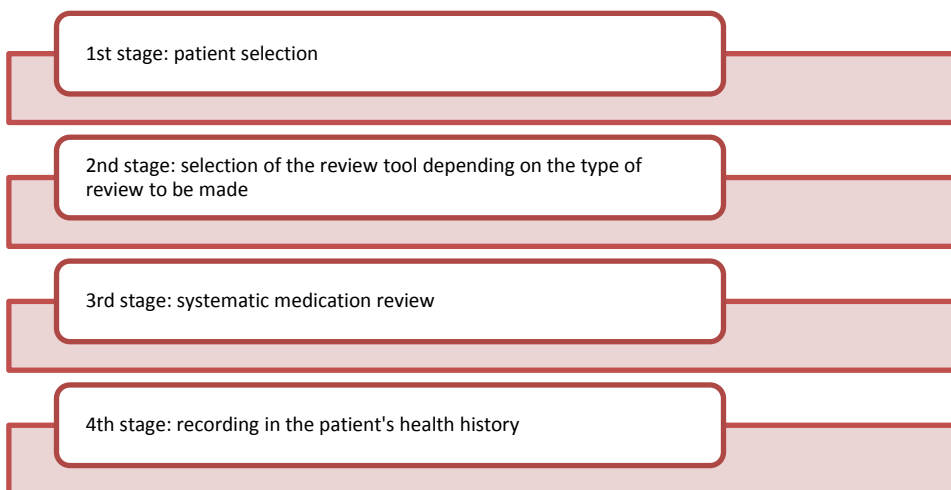 1st stage: patient selection
2nd stage: selection of the review tool depending on the type of
review to be made
3rd stage: systematic medication review
4th stage: recording in the patient's health history